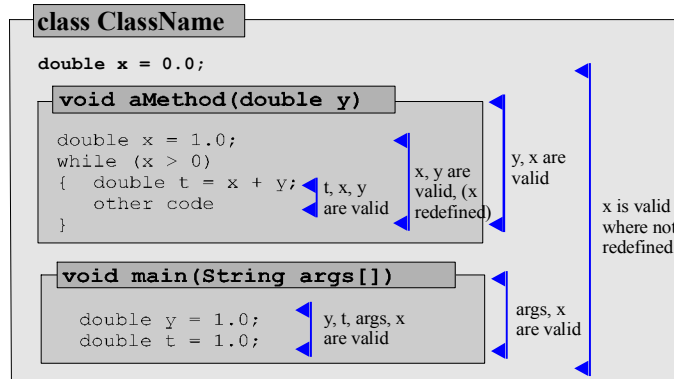 class ClassName
double x = 0.0;
void aMethod(double y)
double x = 1.0;
while (x > 0)
{ double t = x + y;
other code
}
t, x, y
are valid
x, y are
valid, (x
redefined)
y, x are
valid
x is valid
where not
redefined
void main(String args[])
double y = 1.0;
double t = 1.0;
y, t, args, x
are valid
args, x
are valid